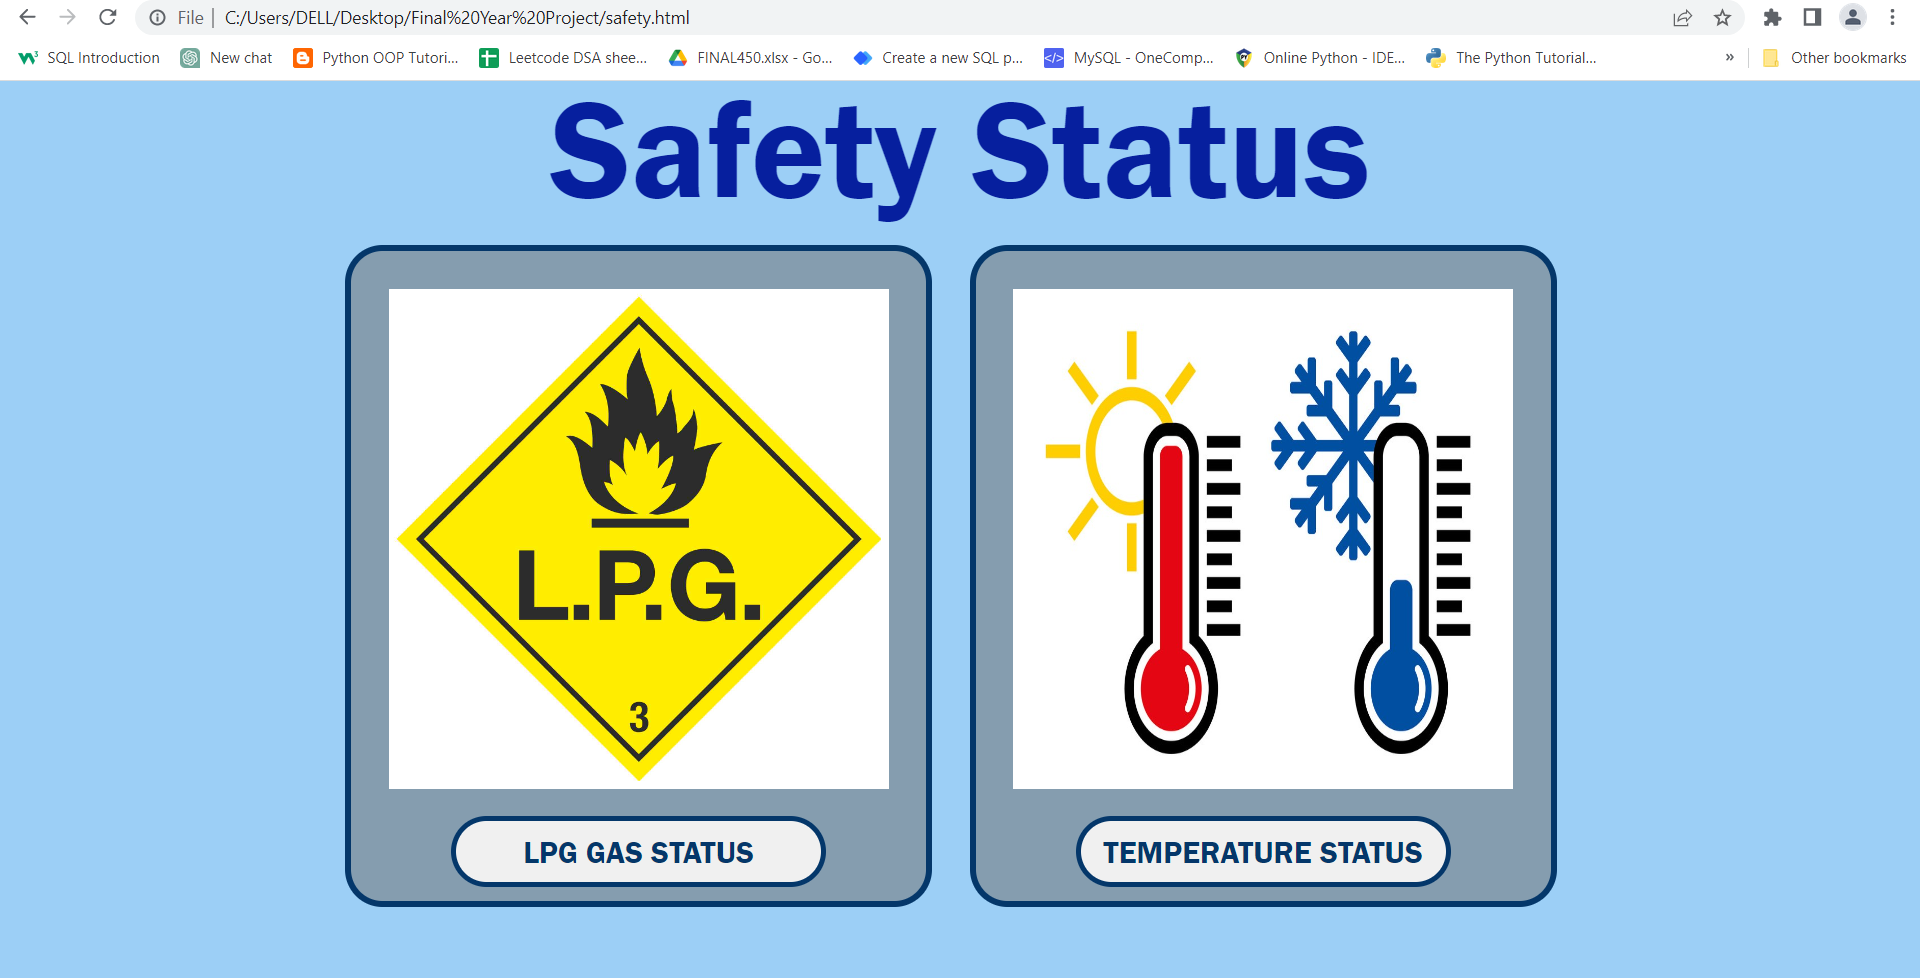 File | C:/Users/DELL/Desktop/Final%20Year%20Project/safety.html
SQL Introduction New chat Python OOP Tutori... Leetcode DSA shee... FINAL450.xlsx - Go... Create a new SQL p... MySQL - OneComp... Online Python - IDE... The Python Tutorial... » Other bookmarks
Safety Status
L.P.G.
3
LPG GAS STATUS
TEMPERATURE STATUS